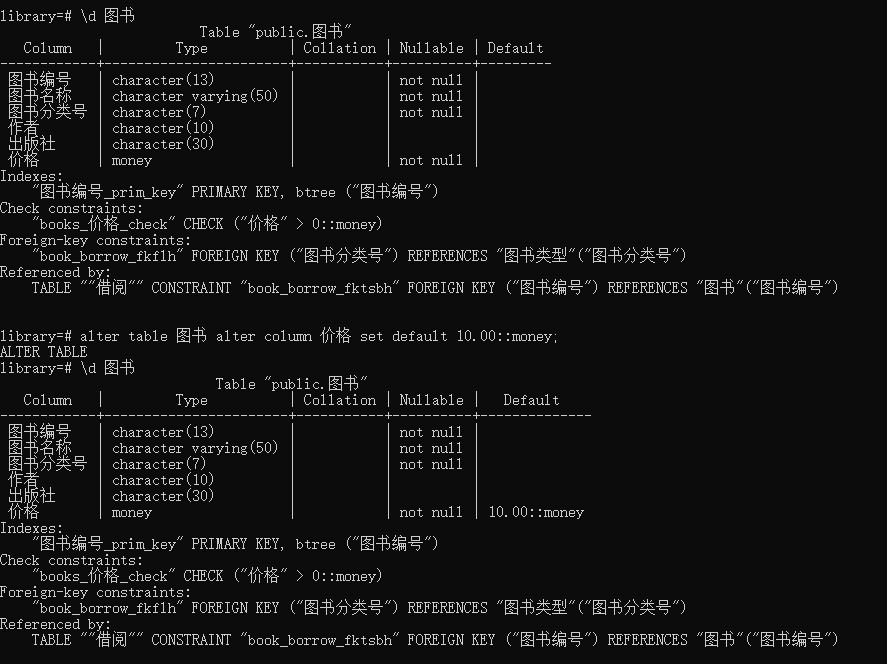 library=# \d 图书
                         Table "public.图书"
   Column   |         Type          | Collation | Nullable | Default
------------+-----------------------+-----------+----------+---------
 图书编号   | character(13)         |           | not null |
 图书名称   | character varying(50) |           | not null |
 图书分类号 | character(7)          |           | not null |
 作者       | character(10)         |           |          |
 出版社     | character(30)         |           |          |
 价格       | money                 |           | not null |
Indexes:
    "图书编号_prim_key" PRIMARY KEY, btree ("图书编号")
Check constraints:
    "books_价格_check" CHECK ("价格" > 0::money)
Foreign-key constraints:
    "book_borrow_fkflh" FOREIGN KEY ("图书分类号") REFERENCES "图书类型"("图书分类号")
Referenced by:
    TABLE ""借阅"" CONSTRAINT "book_borrow_fktsbh" FOREIGN KEY ("图书编号") REFERENCES "图书"("图书编号")
library=# alter table 图书 alter column 价格 set default 10.00::money;
ALTER TABLE
library=# \d 图书
                           Table "public.图书"
   Column   |         Type          | Collation | Nullable |   Default
------------+-----------------------+-----------+----------+--------------
 图书编号   | character(13)         |           | not null |
 图书名称   | character varying(50) |           | not null |
 图书分类号 | character(7)          |           | not null |
 作者       | character(10)         |           |          |
 出版社     | character(30)         |           |          |
 价格       | money                 |           | not null | 10.00::money
Indexes:
    "图书编号_prim_key" PRIMARY KEY, btree ("图书编号")
Check constraints:
    "books_价格_check" CHECK ("价格" > 0::money)
Foreign-key constraints:
    "book_borrow_fkflh" FOREIGN KEY ("图书分类号") REFERENCES "图书类型"("图书分类号")
Referenced by:
    TABLE ""借阅"" CONSTRAINT "book_borrow_fktsbh" FOREIGN KEY ("图书编号") REFERENCES "图书"("图书编号")